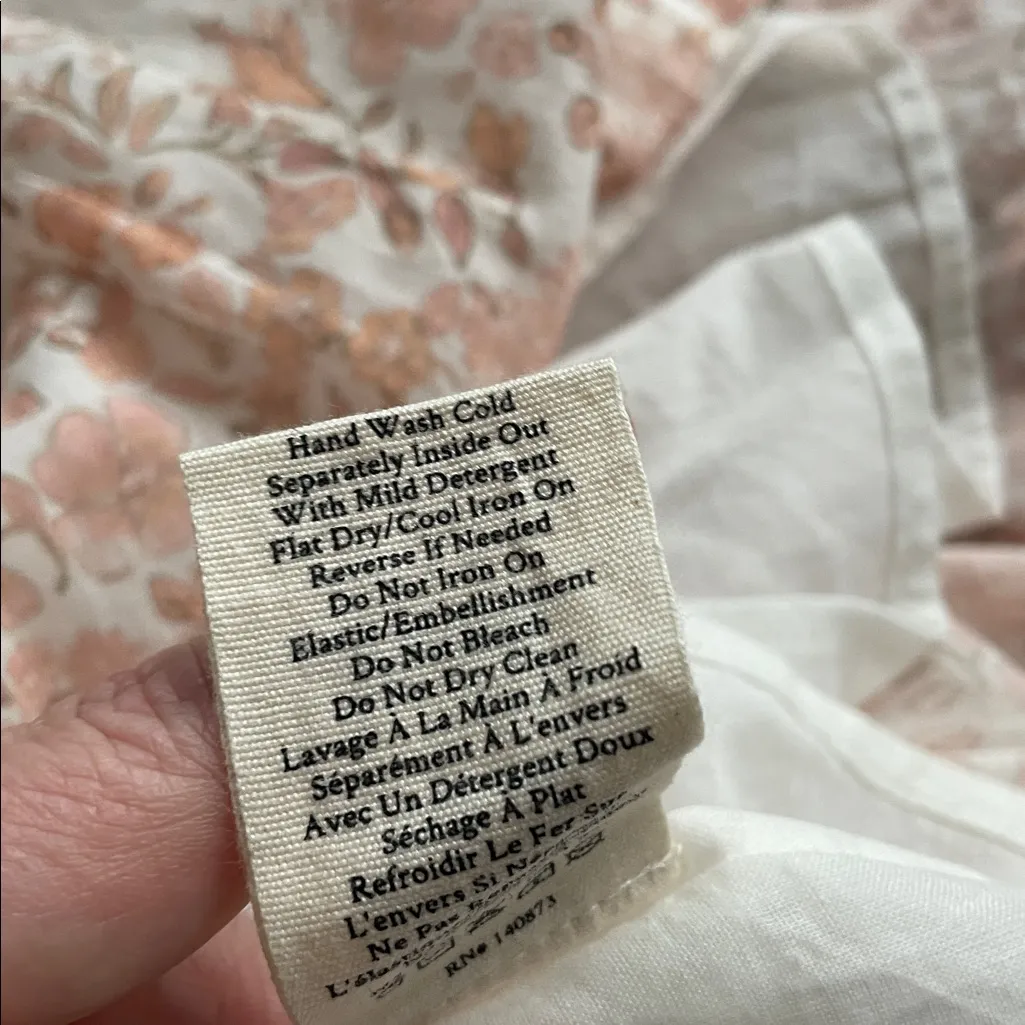 Hand Wash Cold
Separately Inside Out
With Mild Detergent
Flat Dry/Cool Iron On
Reverse If Needed
Do Not Iron On
Elastic/Embellishment
Do Not Bleach
Do Not Dry Clean
Lavage À La Main À Froid
Séparément À L'envers
Avec Un Détergent Doux
Séchage À Plat
Refroidir Le Fer Sur
L'envers Si
Ne Pas
RN# 140873